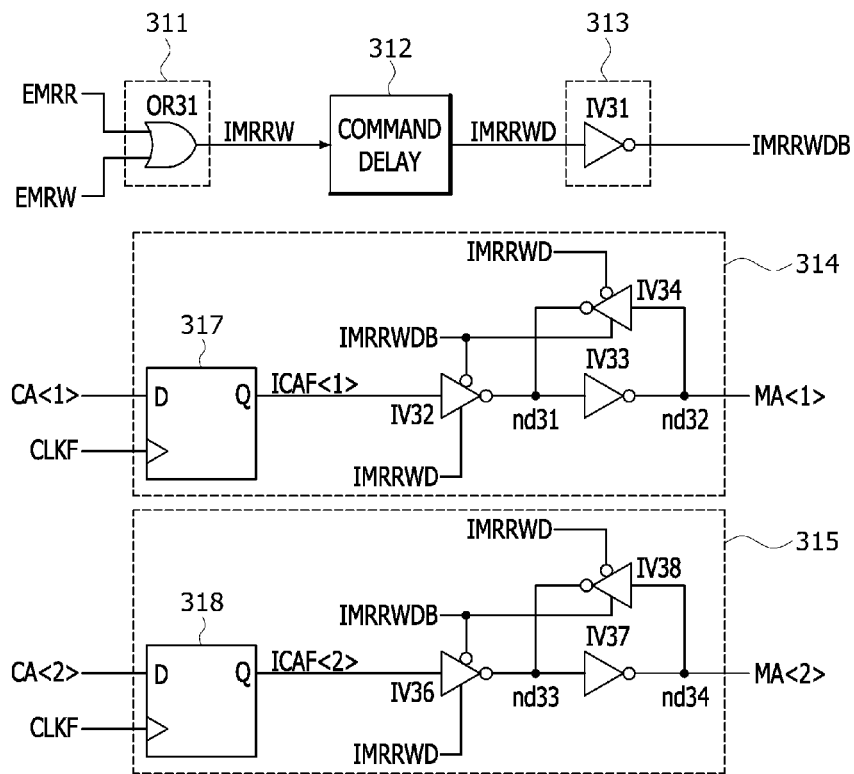 311
312
313
EMRR
EMRW
OR31
IMRRW
COMMAND
DELAY
IMRRWD
IV31
IMRRWDB
314
IMRRWD
IV34
317
IMRRWDB
IV33
CA<1>
D
Q
ICAF<1>
IV32
nd31
nd32
MA<1>
CLKF
IMRRWD
315
IMRRWD
IV38
318
IMRRWDB
IV37
CA<2>
D
Q
ICAF<2>
IV36
nd33
nd34
MA<2>
CLKF
IMRRWD